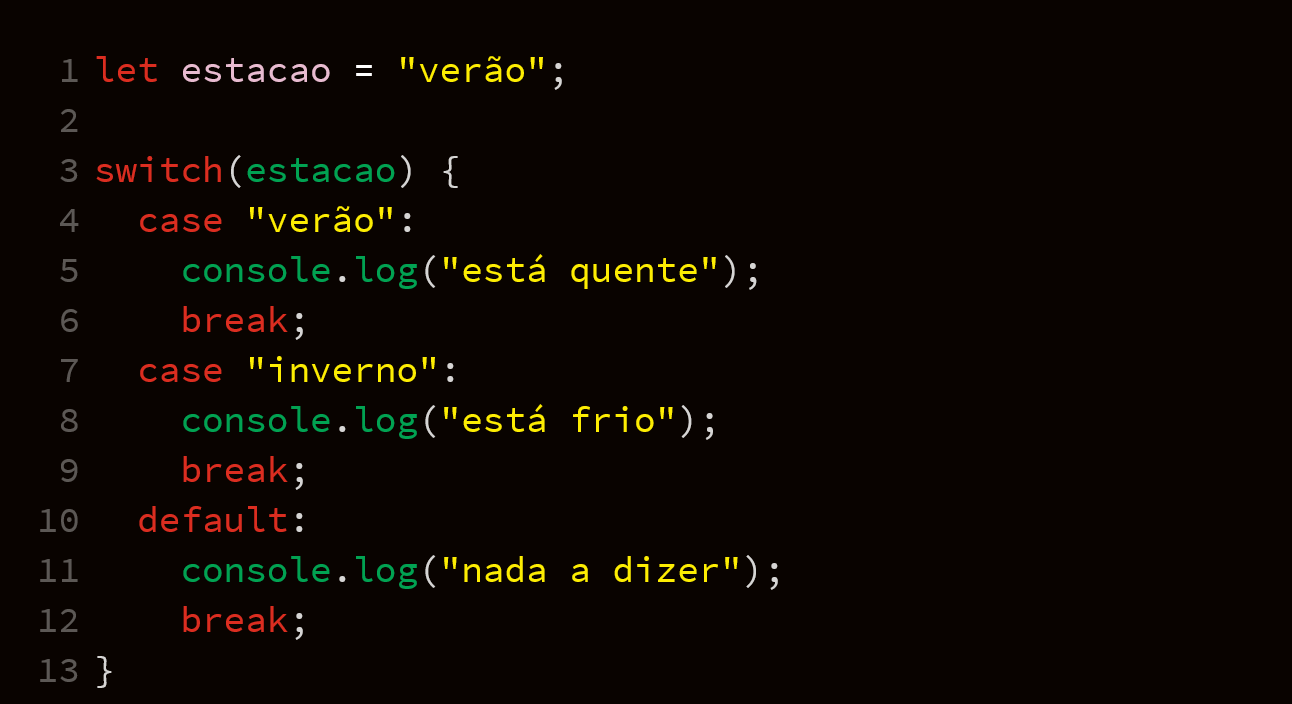 1 let estacao = "verão";
2
3 switch(estacao) {
4   case "verão":
5     console.log("está quente");
6     break;
7   case "inverno":
8     console.log("está frio");
9     break;
10   default:
11     console.log("nada a dizer");
12     break;
13 }